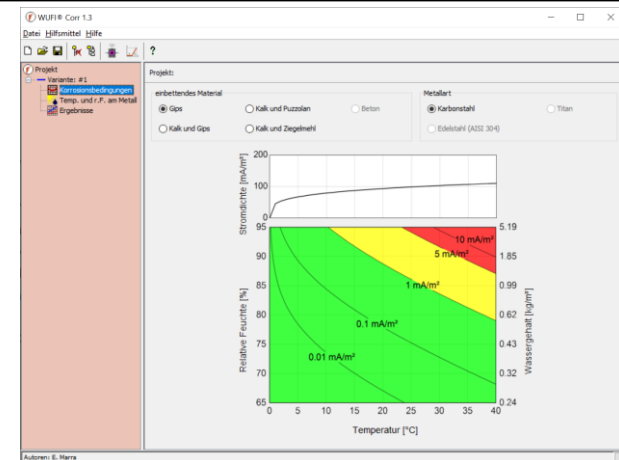 WUFI® Corr 1.3
Datei Hilfsmittel Hilfe
?
Projekt
Variante: #1
Korrosionsbedingungen
Temp. und r.F. am Metall
Ergebnisse
Projekt:
einbettendes Material
Gips
Kalk und Puzzolan
Beton
Kalk und Gips
Kalk und Ziegelmehl
Metallart
Karbonstahl
Titan
Edelstahl (AISI 304)
Stromdichte [mA/m²]
200
100
0
Relative Feuchte [%]
95
90
85
80
75
70
65
10 mA/m²
5 mA/m²
1 mA/m²
0.1 mA/m²
0.01 mA/m²
5.19
1.85
0.99
0.62
0.43
0.32
0.24
Wassergehalt [kg/m³]
0 5 10 15 20 25 30 35 40
Temperatur [°C]
Autoren: E. Marra